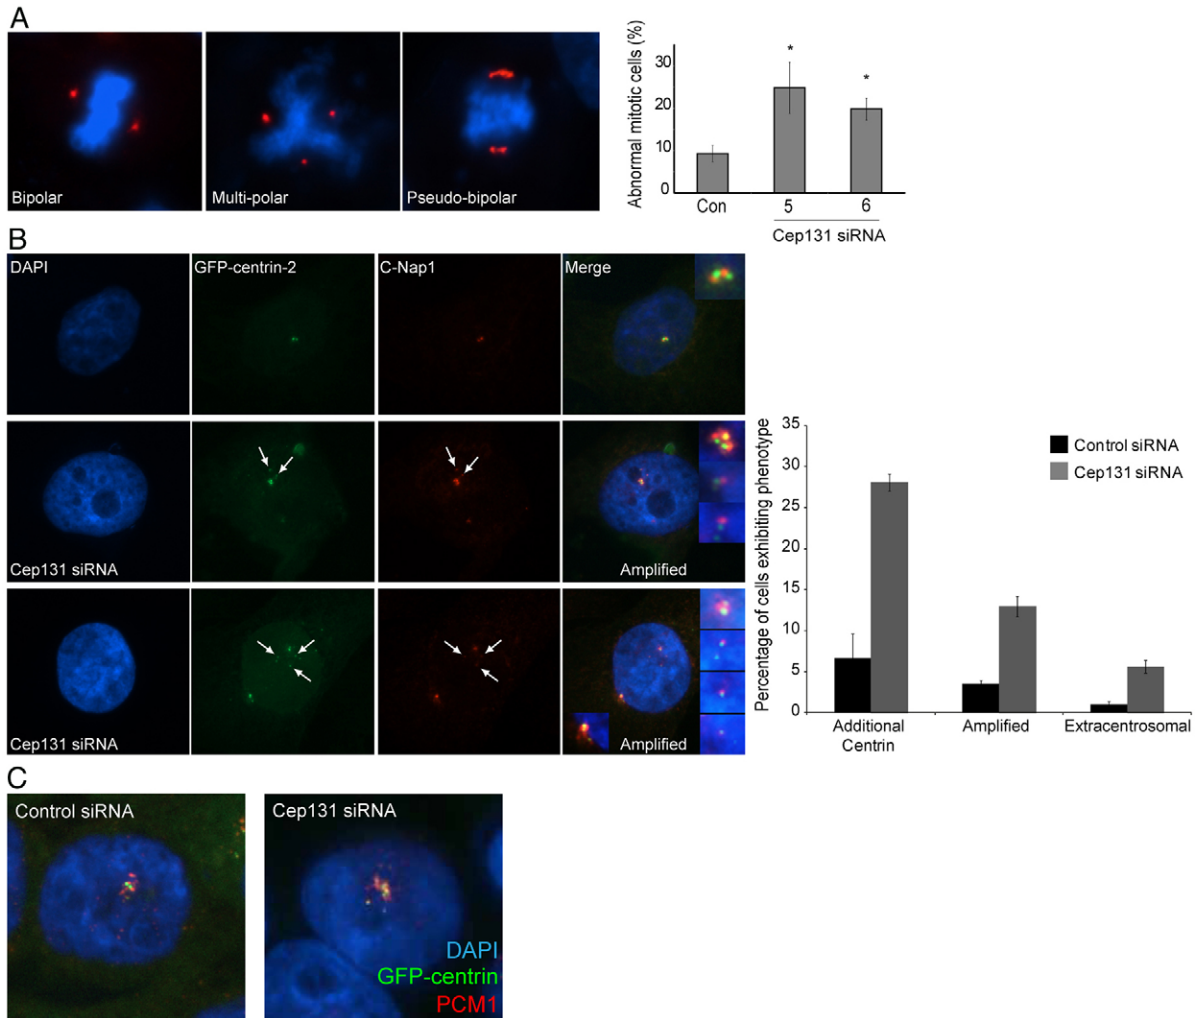 A
Bipolar
Multi-polar
Pseudo-bipolar
Abnormal mitotic cells (%)
30
20
10
0
*
*
Con
5
6
Cep131 siRNA
B
DAPI
GFP-centrin-2
C-Nap1
Merge
Cep131 siRNA
Amplified
Cep131 siRNA
Amplified
Percentage of cells exhibiting phenotype
35
30
25
20
15
10
5
0
Control siRNA
Cep131 siRNA
Additional
Centrin
Amplified
Extracentrosomal
C
Control siRNA
Cep131 siRNA
DAPI
GFP-centrin
PCM1